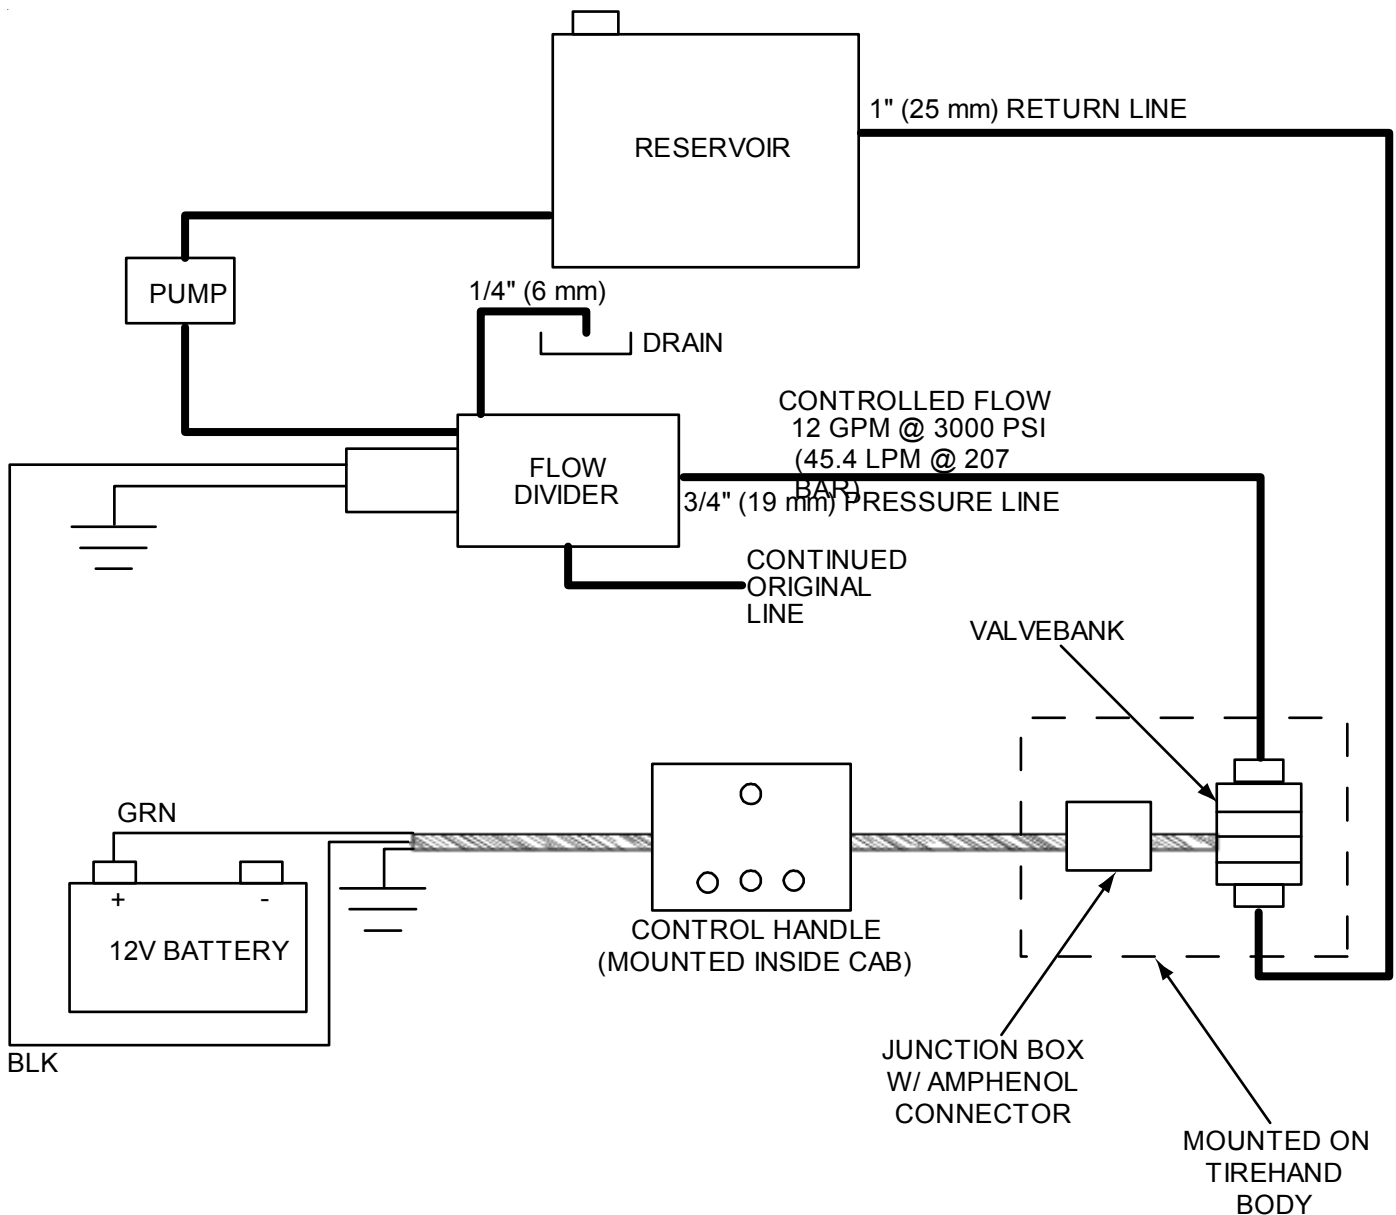 1" (25 mm) RETURN LINE
RESERVOIR
PUMP
1/4" (6 mm)
DRAIN
CONTROLLED FLOW
12 GPM @ 3000 PSI
(45.4 LPM @ 207
BAR)
3/4" (19 mm) PRESSURE LINE
FLOW
DIVIDER
CONTINUED
ORIGINAL
LINE
VALVEBANK
GRN
+ -
12V BATTERY
BLK
CONTROL HANDLE
(MOUNTED INSIDE CAB)
JUNCTION BOX
W/ AMPHENOL
CONNECTOR
MOUNTED ON
TIREHAND
BODY